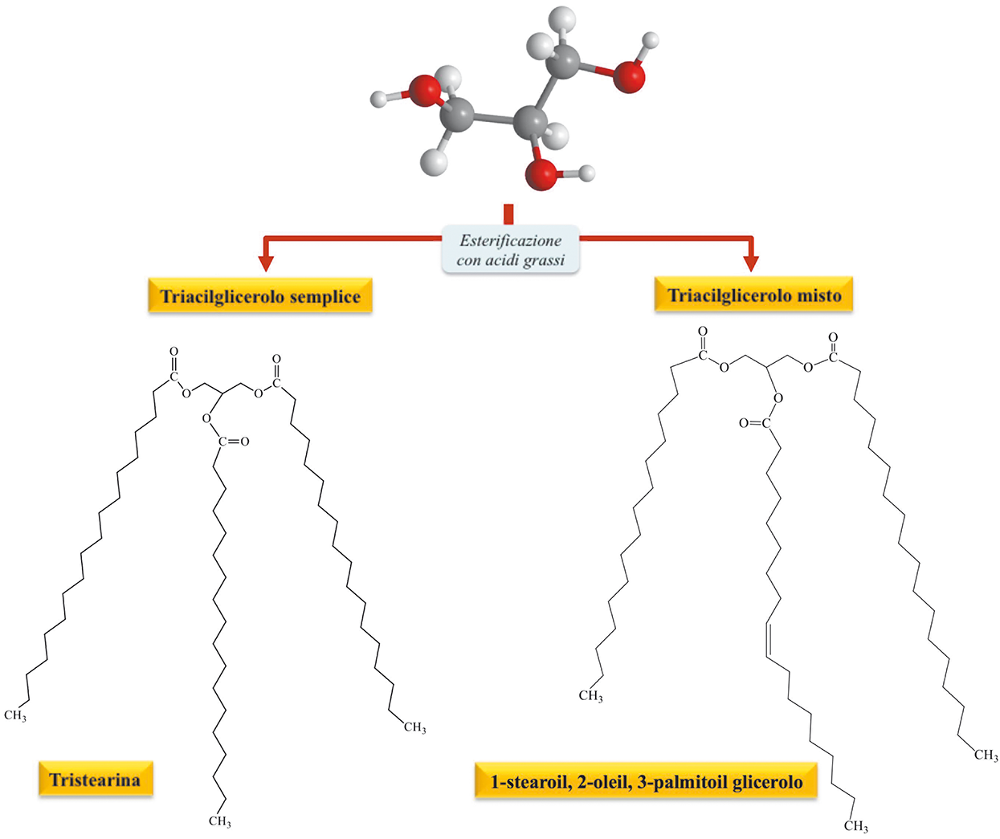 Esterificazione
con acidi grassi
Triacilglicerolo semplice
Triacilglicerolo misto
O
C
O
O
C
O
O
C=O
CH3
CH3
CH3
Tristearina
O
C
O
O
C
O
O
O=C
CH3
CH3
CH3
1-stearoil, 2-oleil, 3-palmitoil glicerolo